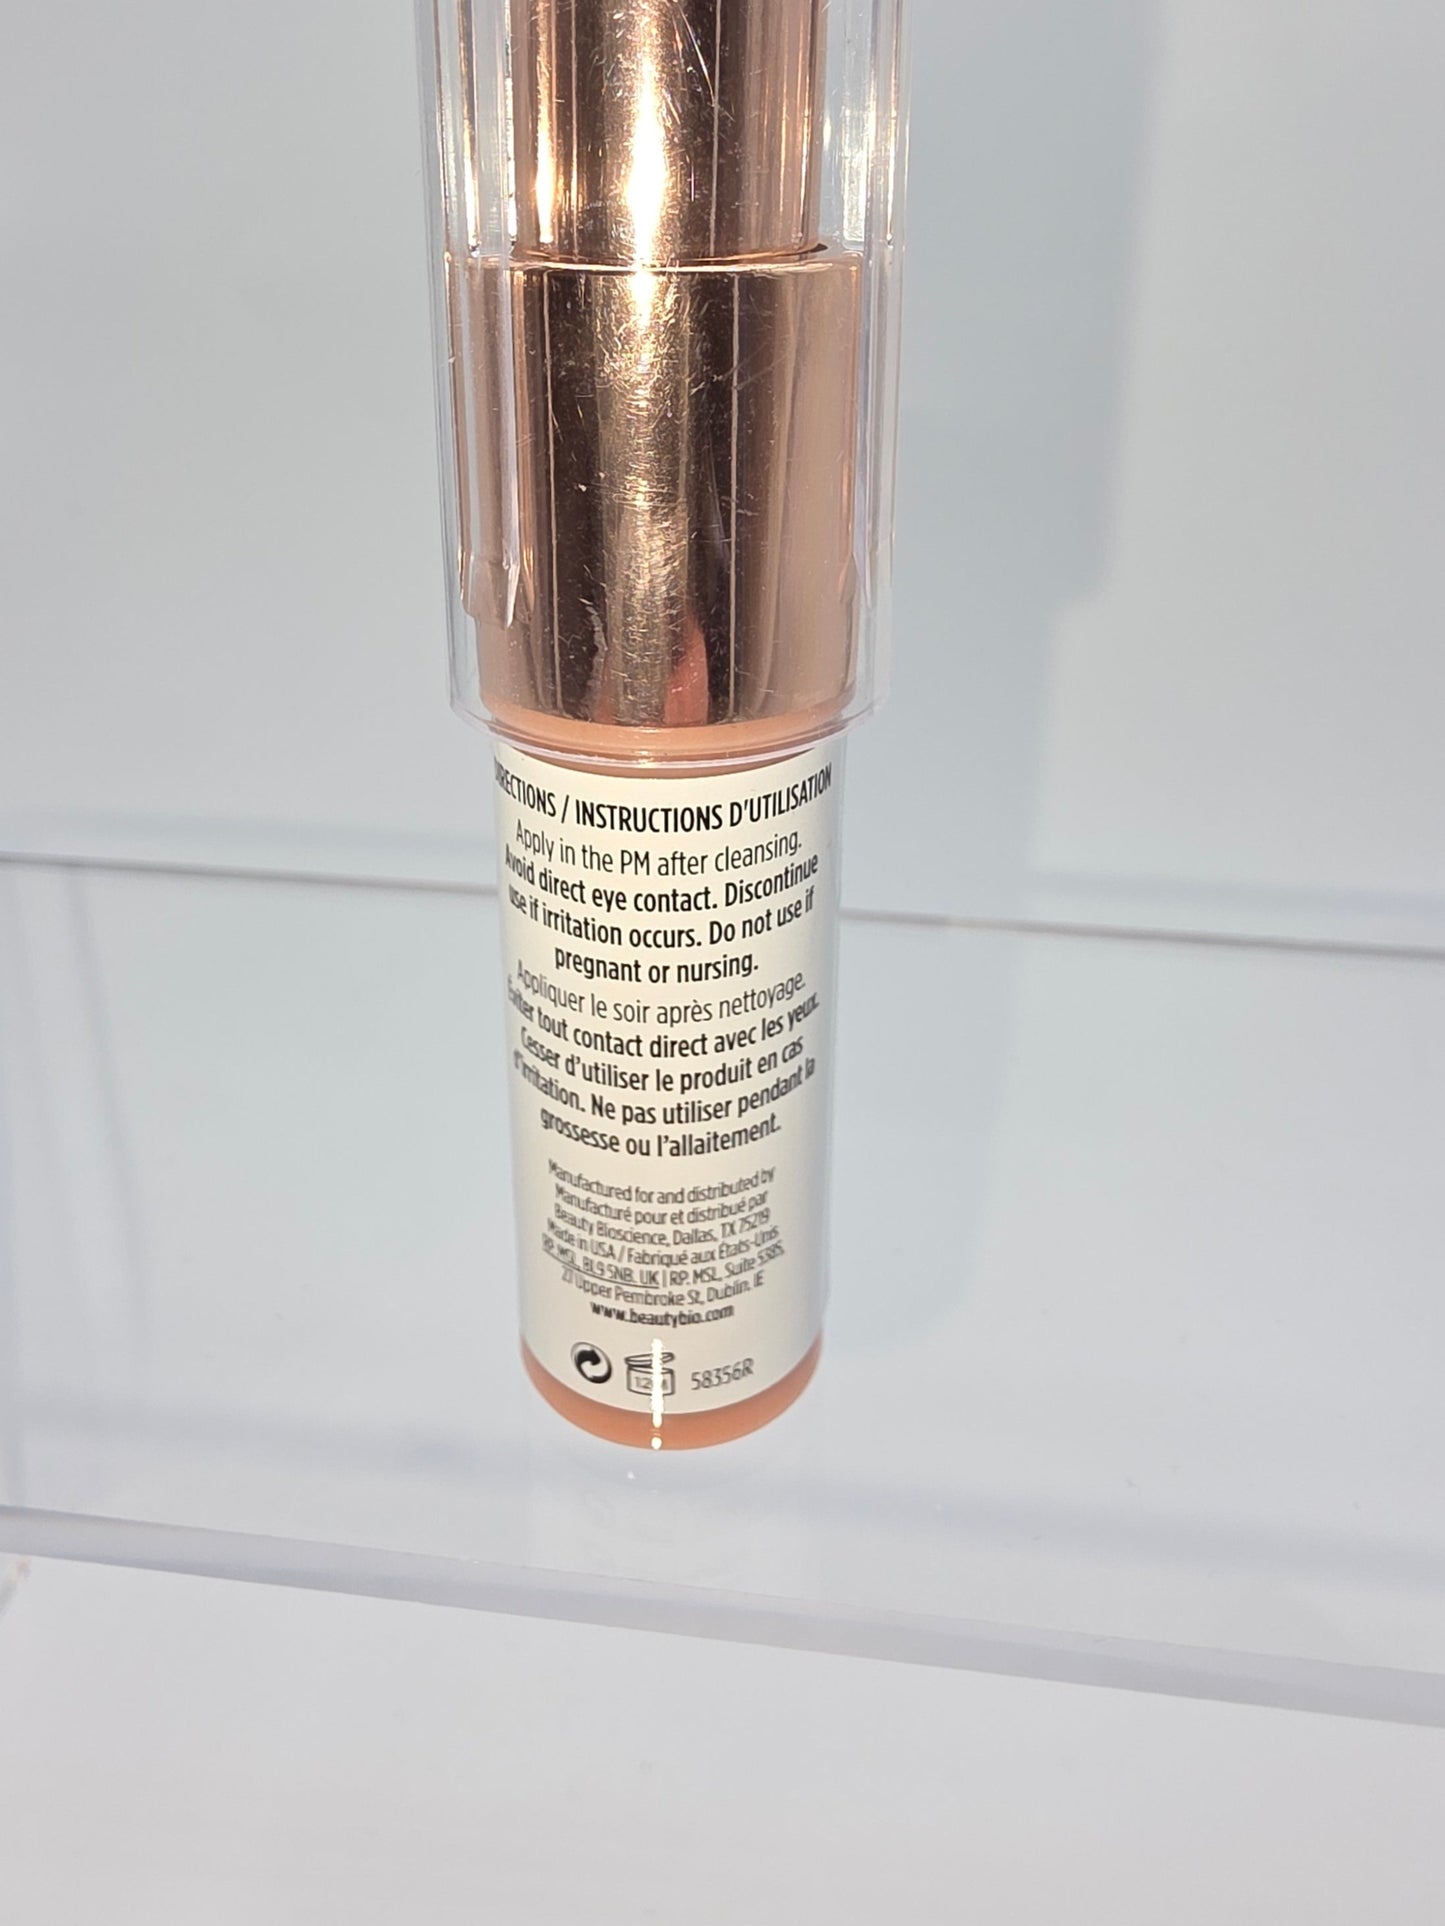 DIRECTIONS / INSTRUCTIONS D'UTILISATION
Apply in the PM after cleansing.
Avoid direct eye contact. Discontinue
use if irritation occurs. Do not use if
pregnant or nursing.
Appliquer le soir après nettoyage.
Éviter tout contact direct avec les yeux.
Cesser d'utiliser le produit en cas
d'irritation. Ne pas utiliser pendant la
grossesse ou l'allaitement.
Manufactured for and distributed by
Manufacturé pour et distribué par
Beauty Bioscience, Dallas, TX 75219
Made in USA / Fabriqué aux États-Unis
RP. MSL, BL9 5NB. UK | RP. MSL, Suite 5385,
27 Upper Pembroke St, Dublin. IE
www.beautybio.com
12M 58356R